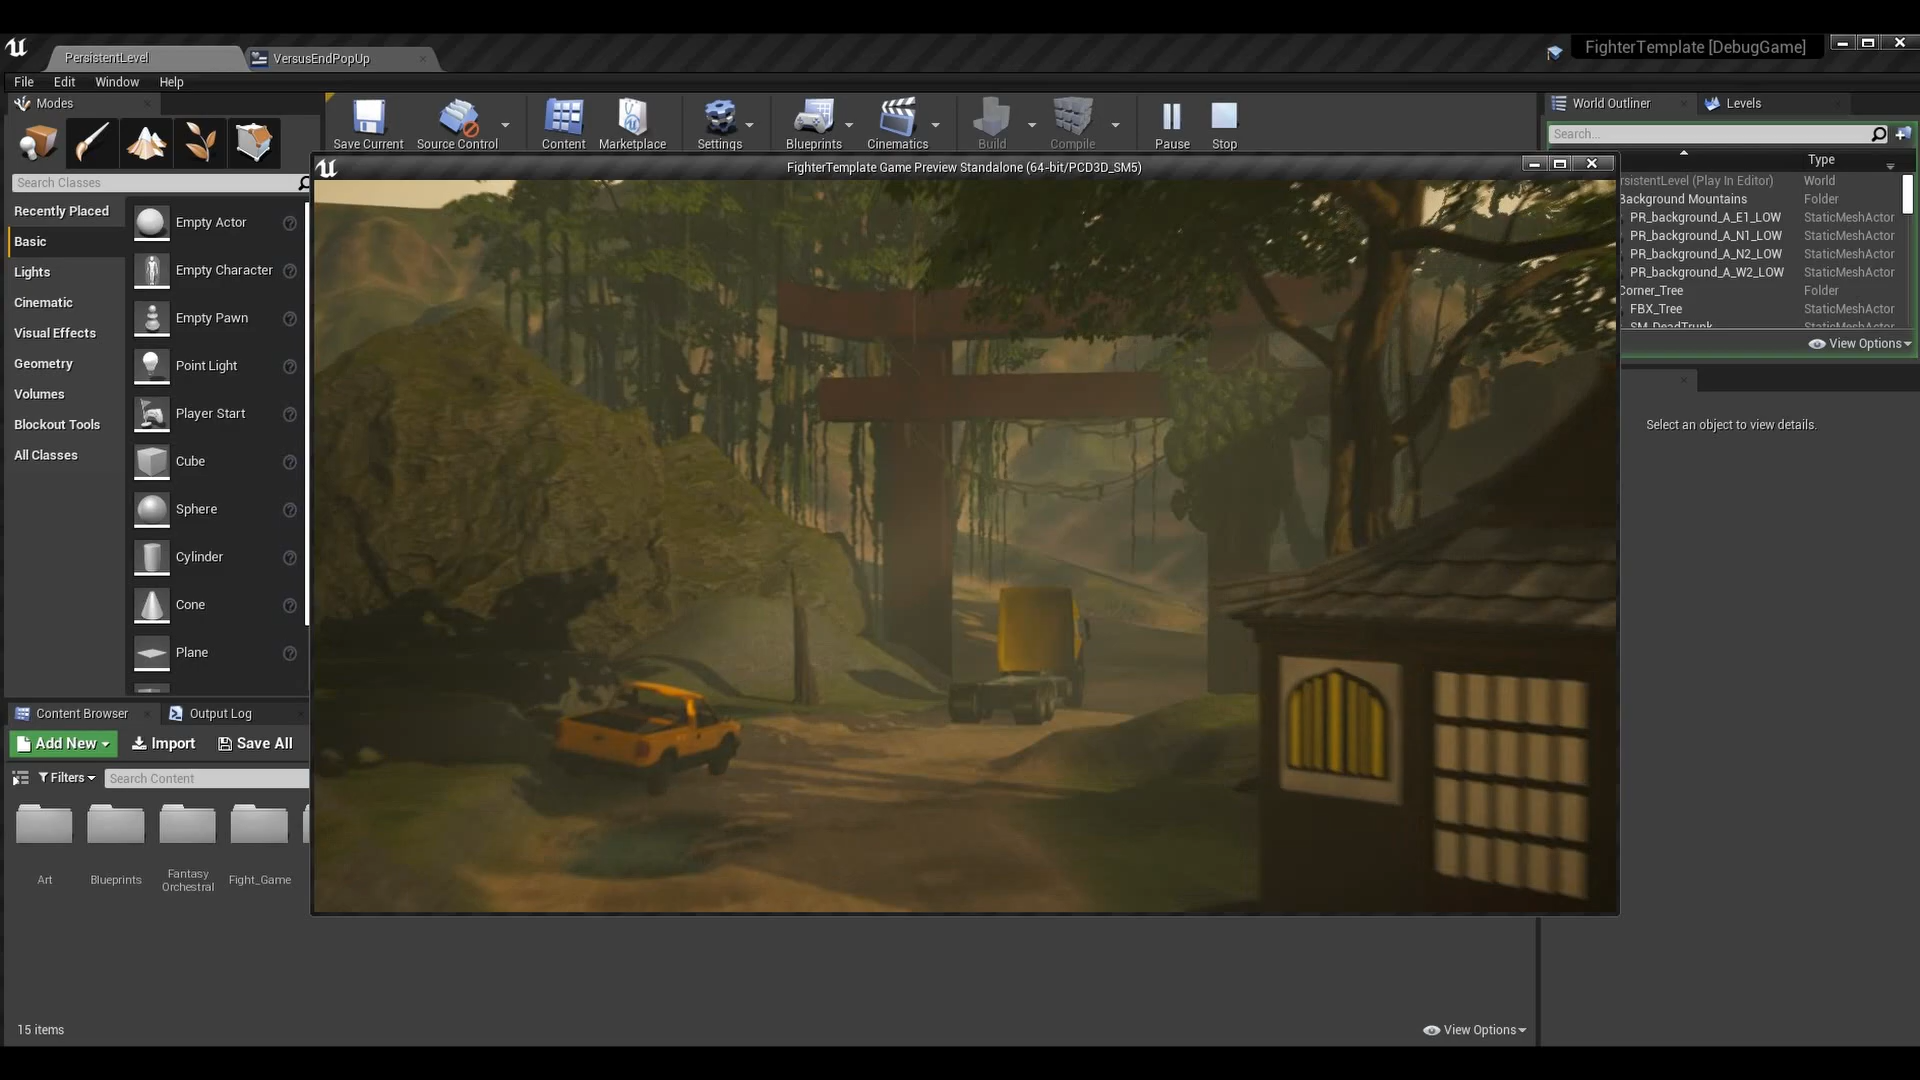 PersistentLevel
VersusEndPopUp
FighterTemplate [DebugGame]
File Edit Window Help
Modes
World Outliner
Levels
Save Current
Source Control
Content
Marketplace
Settings
Blueprints
Cinematics
Build
Compile
Pause
Stop
Search...
FighterTemplate Game Preview Standalone (64-bit/PCD3D_SM5)
Type
Search Classes
Recently Placed
Basic
Lights
Cinematic
Visual Effects
Geometry
Volumes
Blockout Tools
All Classes
Empty Actor
Empty Character
Empty Pawn
Point Light
Player Start
Cube
Sphere
Cylinder
Cone
Plane
rsistentLevel (Play In Editor) World
Background Mountains Folder
PR_background_A_E1_LOW StaticMeshActor
PR_background_A_N1_LOW StaticMeshActor
PR_background_A_N2_LOW StaticMeshActor
PR_background_A_W2_LOW StaticMeshActor
Corner_Tree Folder
FBX_Tree StaticMeshActor
SM_DeadTrunk StaticMeshActor
View Options
Select an object to view details.
Content Browser
Output Log
Add New
Import
Save All
Filters
Search Content
Art
Blueprints
Fantasy
Orchestral
Fight_Game
15 items
View Options